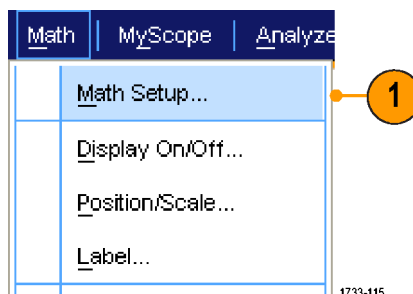 Math | MyScope | Analyze
Math Setup...
1
Display On/Off...
Position/Scale...
Label...
1733-115